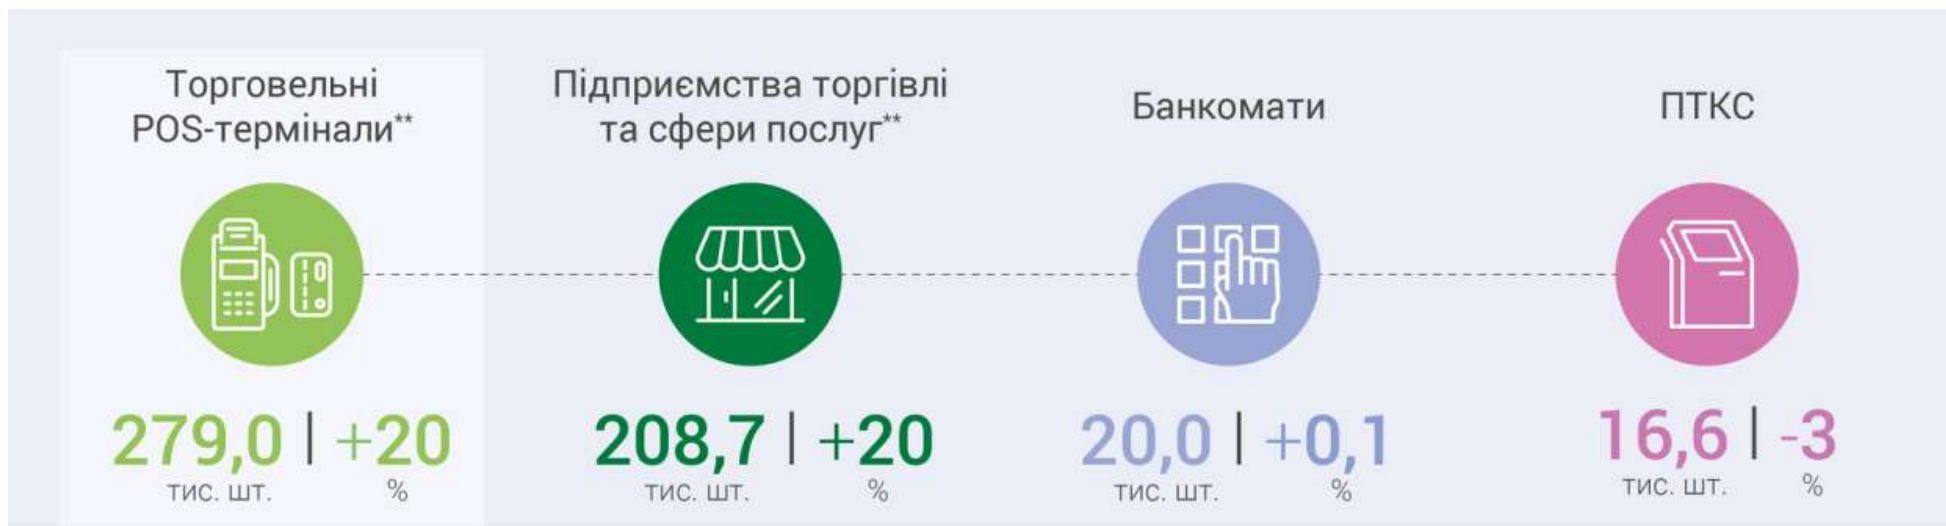 Торговельні
POS-термінали**
279,0 | +20
тис. шт. %
Підприємства торгівлі
та сфери послуг**
208,7 | +20
тис. шт. %
Банкомати
20,0 | +0,1
тис. шт. %
ПТКС
16,6 | -3
тис. шт. %